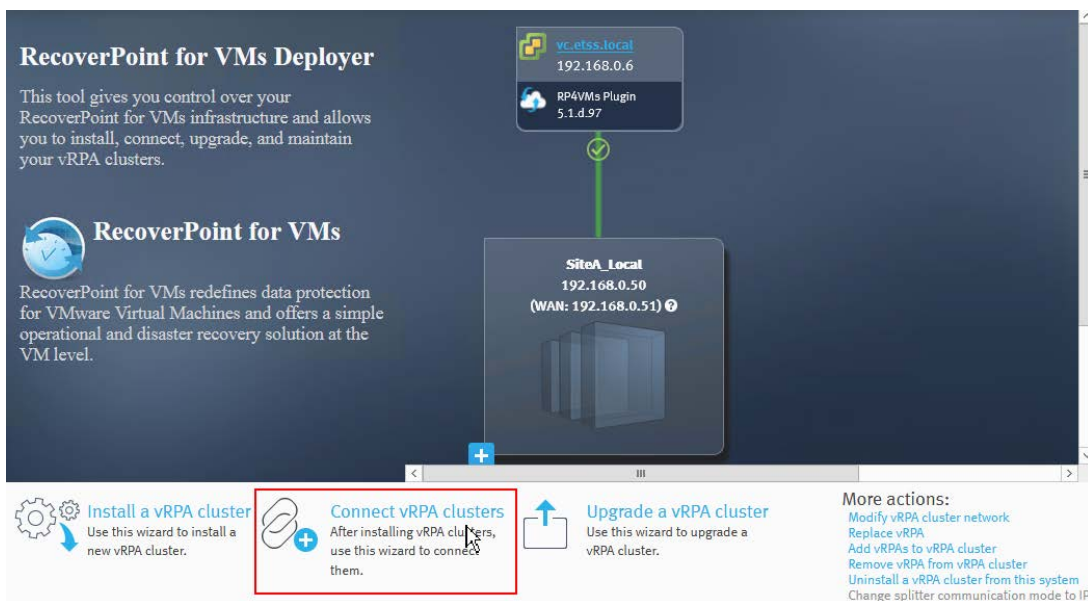 RecoverPoint for VMs Deployer
This tool gives you control over your
RecoverPoint for VMs infrastructure and allows
you to install, connect, upgrade, and maintain
your vRPA clusters.
RecoverPoint for VMs
RecoverPoint for VMs redefines data protection
for VMware Virtual Machines and offers a simple
operational and disaster recovery solution at the
VM level.
vc.etss.local
192.168.0.6
RP4VMs Plugin
5.1.d.97
SiteA_Local
192.168.0.50
(WAN: 192.168.0.51)
Install a vRPA cluster
Use this wizard to install a
new vRPA cluster.
Connect vRPA clusters
After installing vRPA clusters,
use this wizard to connect
them.
Upgrade a vRPA cluster
Use this wizard to upgrade a
vRPA cluster.
More actions:
Modify vRPA cluster network
Replace vRPA
Add vRPAs to vRPA cluster
Remove vRPA from vRPA cluster
Uninstall a vRPA cluster from this system
Change splitter communication mode to IP